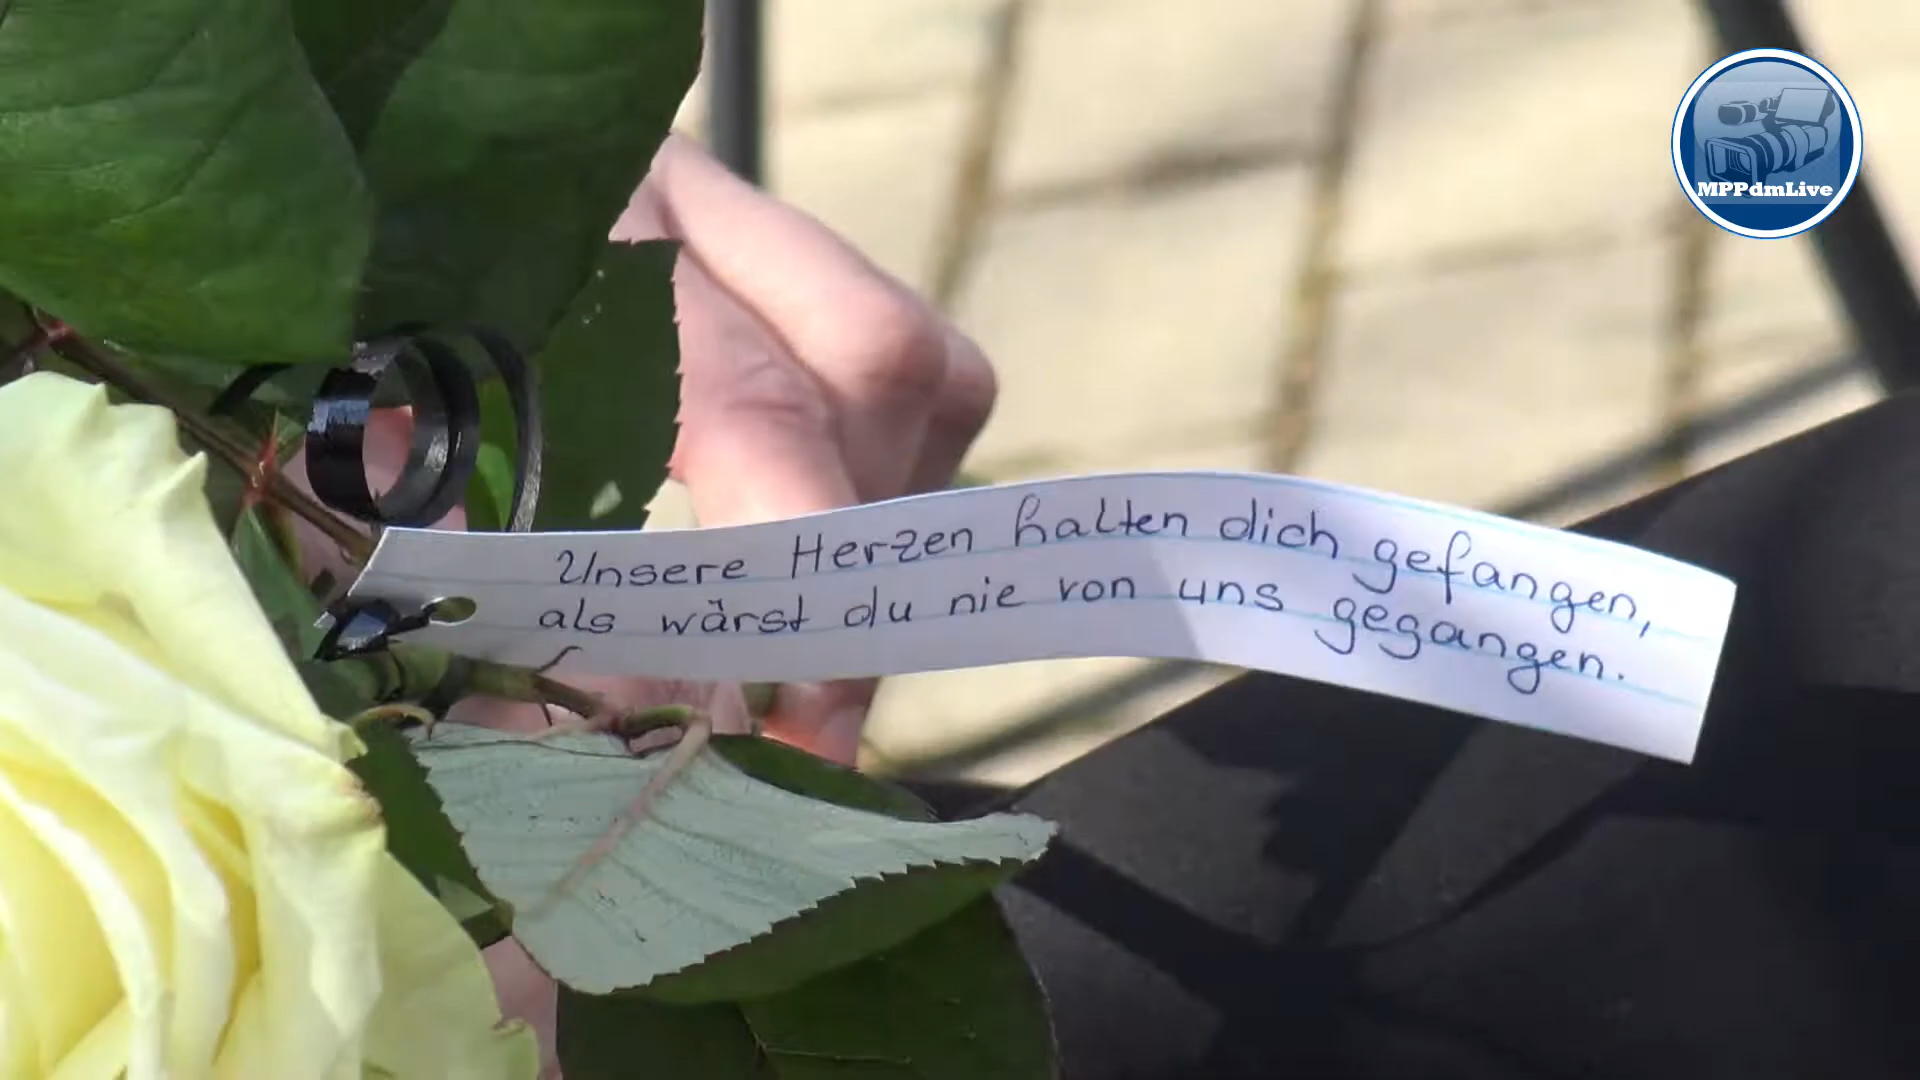 MPPdmLive
Unsere Herzen halten dich gefangen,
als wärst du nie von uns gegangen.